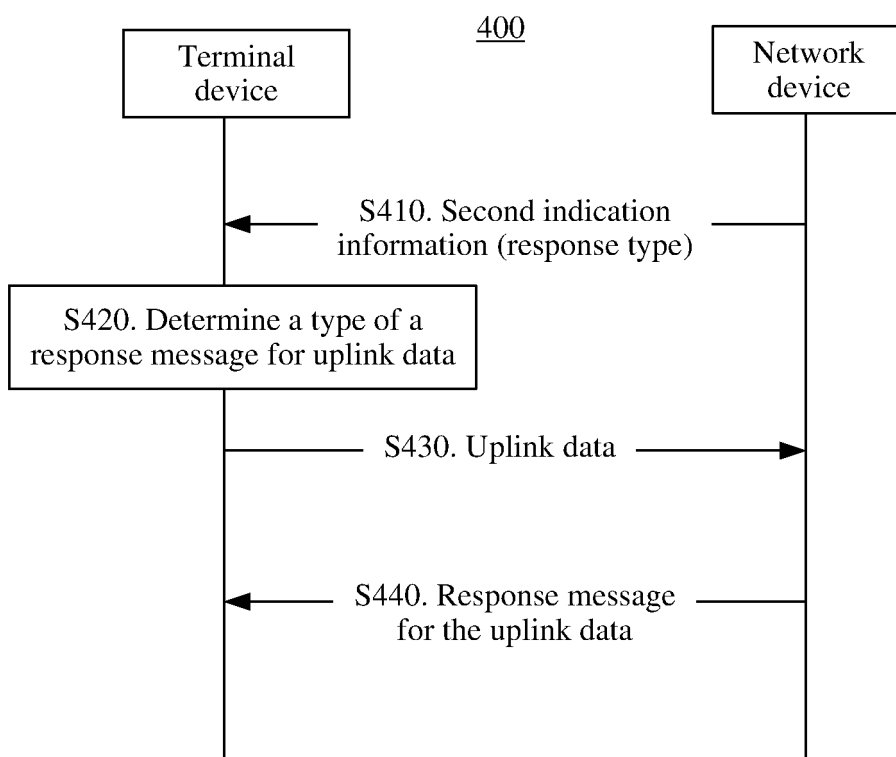 400
Terminal
device
Network
device
S410. Second indication
information (response type)
S420. Determine a type of a
response message for uplink data
S430. Uplink data
S440. Response message
for the uplink data